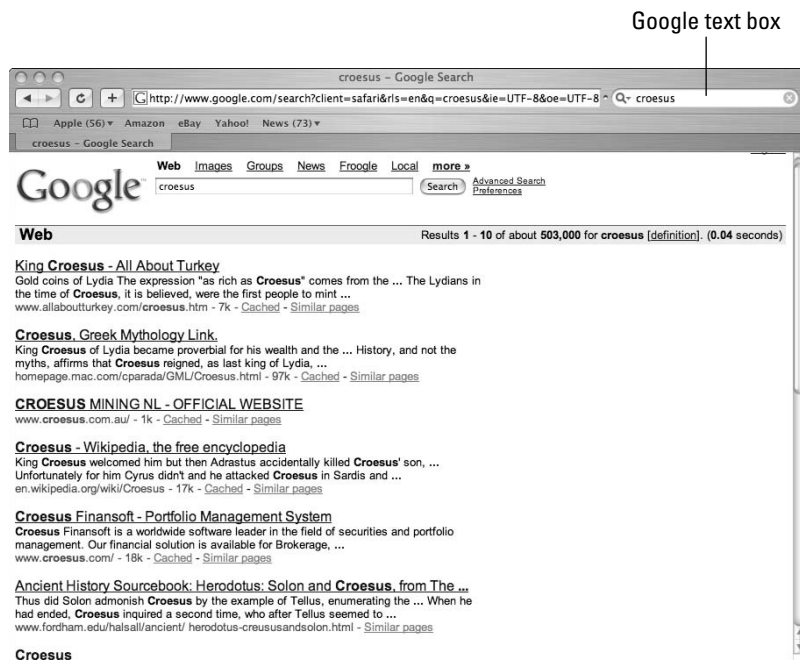 Google text box
croesus – Google Search
http://www.google.com/search?client=safari&rls=en&q=croesus&ie=UTF-8&oe=UTF-8
croesus
Apple (56) Amazon eBay Yahoo! News (73)
croesus – Google Search
Web Images Groups News Froogle Local more »
Google™
croesus
Search
Advanced Search
Preferences
Web
Results 1 - 10 of about 503,000 for croesus [definition]. (0.04 seconds)
King Croesus - All About Turkey
Gold coins of Lydia The expression "as rich as Croesus" comes from the ... The Lydians in
the time of Croesus, it is believed, were the first people to mint ...
www.allaboutturkey.com/croesus.htm - 7k - Cached - Similar pages
Croesus, Greek Mythology Link.
King Croesus of Lydia became proverbial for his wealth and the ... History, and not the
myths, affirms that Croesus reigned, as last king of Lydia, ...
homepage.mac.com/cparada/GML/Croesus.html - 97k - Cached - Similar pages
CROESUS MINING NL - OFFICIAL WEBSITE
www.croesus.com.au/ - 1k - Cached - Similar pages
Croesus - Wikipedia, the free encyclopedia
King Croesus welcomed him but then Adrastus accidentally killed Croesus' son, ...
Unfortunately for him Cyrus didn't and he attacked Croesus in Sardis and ...
en.wikipedia.org/wiki/Croesus - 17k - Cached - Similar pages
Croesus Finansoft - Portfolio Management System
Croesus Finansoft is a worldwide software leader in the field of securities and portfolio
management. Our financial solution is available for Brokerage, ...
www.croesus.com/ - 18k - Cached - Similar pages
Ancient History Sourcebook: Herodotus: Solon and Croesus, from The ...
Thus did Solon admonish Croesus by the example of Tellus, enumerating the ... When he
had ended, Croesus inquired a second time, who after Tellus seemed to ...
www.fordham.edu/halsall/ancient/ herodotus-creususandsolon.html - Similar pages
Croesus